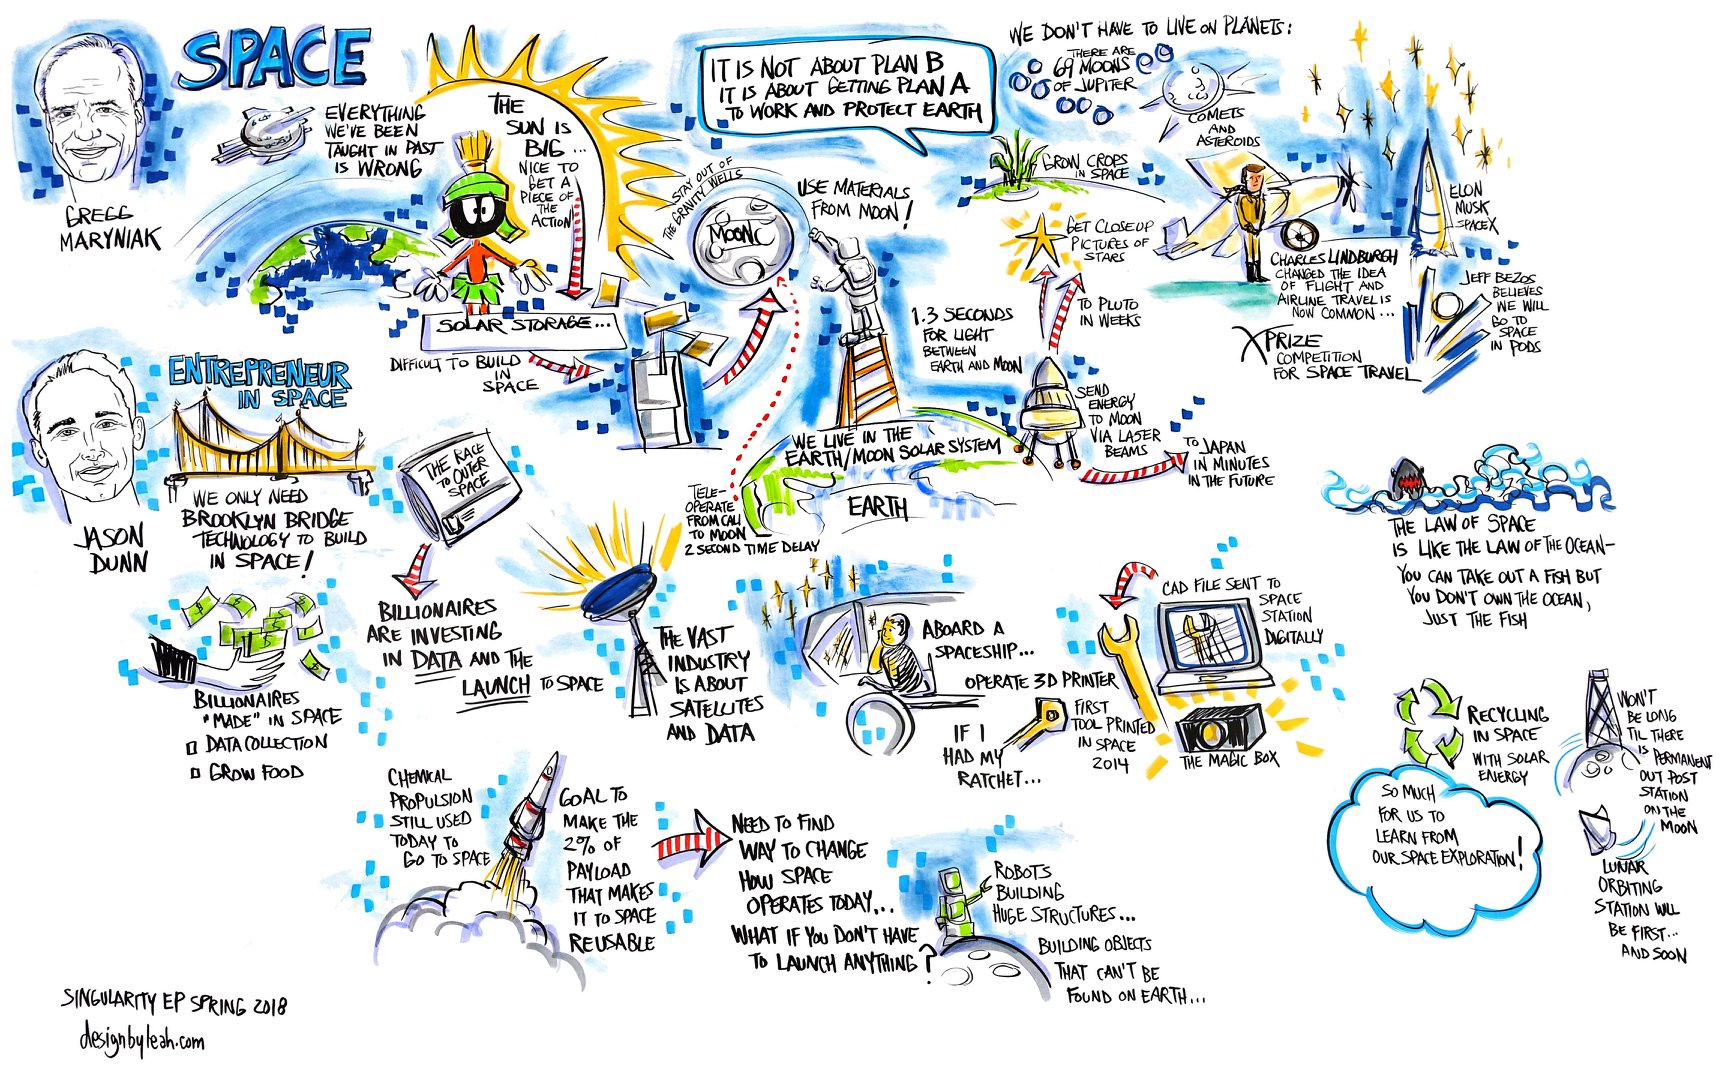 SPACE
GREGG
MARYNIAK
EVERYTHING
WE'VE BEEN
TAUGHT IN PAST
IS WRONG
THE
SUN IS
BIG...
NICE TO
GET A
PIECE OF
THE
ACTION
SOLAR STORAGE...
DIFFICULT TO BUILD
IN
SPACE
IT IS NOT ABOUT PLAN B
IT IS ABOUT GETTING PLAN A
TO WORK AND PROTECT EARTH
STAY OUT OF
THE GRAVITY WELLS
MOON
USE MATERIALS
FROM MOON!
1.3 SECONDS
FOR LIGHT
BETWEEN
EARTH AND MOON
WE LIVE IN THE
EARTH/MOON SOLAR SYSTEM
EARTH
TELE-
OPERATE
FROM CALI
TO MOON
2 SECOND TIME DELAY
WE DON'T HAVE TO LIVE ON PLANETS:
THERE ARE
69 MOONS
OF JUPITER
COMETS
AND
ASTEROIDS
GROW CROPS
IN SPACE
GET CLOSEUP
PICTURES OF
STARS
TO PLUTO
IN WEEKS
SEND
ENERGY
TO MOON
VIA LASER
BEAMS
TO
JAPAN
IN MINUTES
IN THE FUTURE
CHARLES LINDBURGH
CHANGED THE IDEA
OF FLIGHT AND
AIRLINE TRAVEL IS
NOW COMMON...
XPRIZE
COMPETITION
FOR SPACE TRAVEL
ELON
MUSK
SPACEX
JEFF BEZOS
BELIEVES
WE WILL
GO TO
SPACE
IN PODS
ENTREPRENEUR
IN SPACE
JASON
DUNN
WE ONLY NEED
BROOKLYN BRIDGE
TECHNOLOGY TO BUILD
IN SPACE!
THE RACE
TO OUTER
SPACE
BILLIONAIRES
ARE INVESTING
IN DATA AND THE
LAUNCH TO SPACE
$
$
$
$
BILLIONAIRES
"MADE" IN SPACE
DATA COLLECTION
GROW FOOD
THE VAST
INDUSTRY
IS ABOUT
SATELLITES
AND DATA
ABOARD A
SPACESHIP...
OPERATE 3D PRINTER
IF I
HAD MY
RATCHET...
FIRST
TOOL PRINTED
IN SPACE
2014
CAD FILE SENT TO
SPACE
STATION
DIGITALLY
THE MAGIC BOX
THE LAW OF SPACE
IS LIKE THE LAW OF THE OCEAN-
YOU CAN TAKE OUT A FISH BUT
YOU DON'T OWN THE OCEAN,
JUST THE FISH
RECYCLING
IN SPACE
WITH SOLAR
ENERGY
SO MUCH
FOR US TO
LEARN FROM
OUR SPACE EXPLORATION!
WON'T
BE LONG
TIL THERE
IS PERMANENT
OUT POST
STATION
ON THE
MOON
LUNAR
ORBITING
STATION WILL
BE FIRST...
AND SOON
CHEMICAL
PROPULSION
STILL USED
TODAY TO
GO TO SPACE
GOAL TO
MAKE THE
2% OF
PAYLOAD
THAT MAKES
IT TO SPACE
REUSABLE
NEED TO FIND
WAY TO CHANGE
HOW SPACE
OPERATES TODAY...
WHAT IF YOU DON'T HAVE
TO LAUNCH ANYTHING?
ROBOTS
BUILDING
HUGE STRUCTURES...
BUILDING OBJECTS
THAT CAN'T BE
FOUND ON EARTH...
SINGULARITY EP SPRING 2018
designbyleah.com